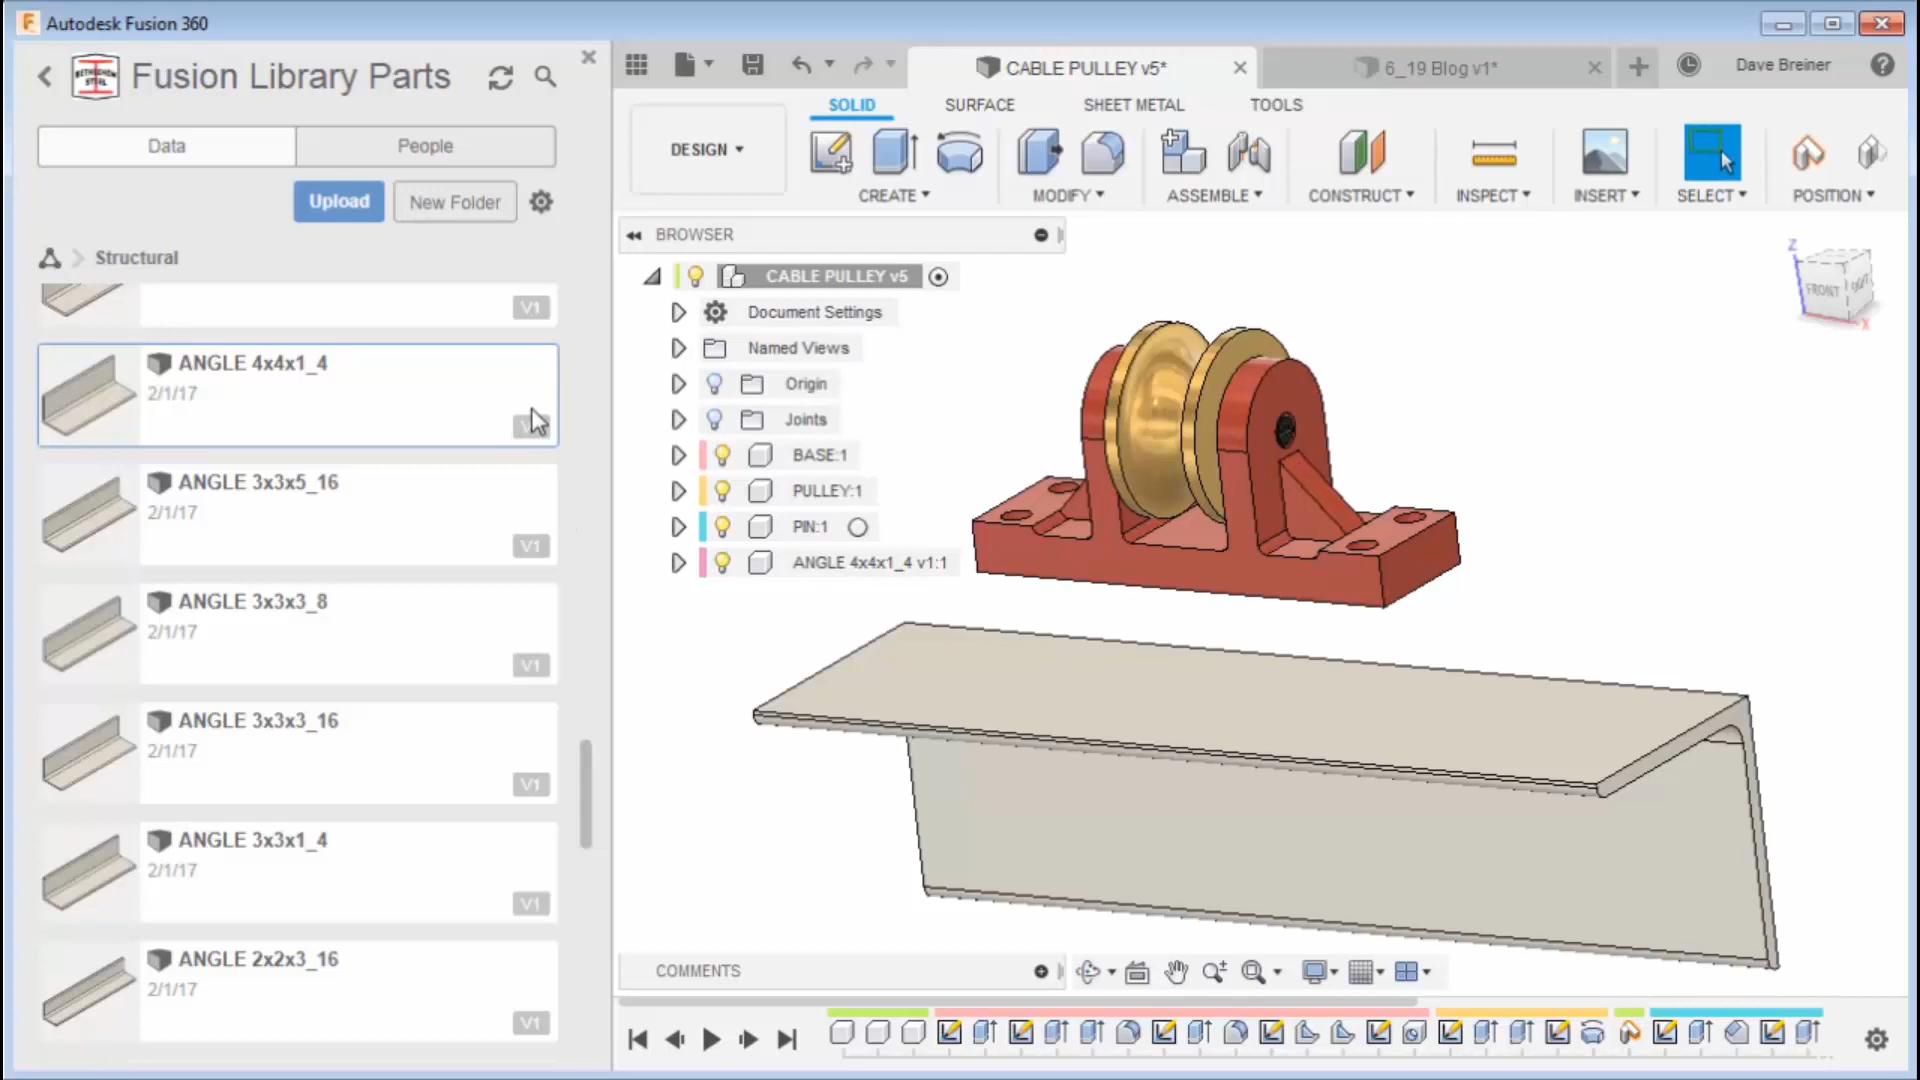 Autodesk Fusion 360
BETHLEHEM
STEEL
Fusion Library Parts
Data
People
Upload
New Folder
Structural
V1
ANGLE 4x4x1_4
2/1/17
ANGLE 3x3x5_16
2/1/17
V1
ANGLE 3x3x3_8
2/1/17
V1
ANGLE 3x3x3_16
2/1/17
V1
ANGLE 3x3x1_4
2/1/17
V1
ANGLE 2x2x3_16
2/1/17
V1
CABLE PULLEY v5*
6_19 Blog v1*
Dave Breiner
SOLID
SURFACE
SHEET METAL
TOOLS
DESIGN
CREATE
MODIFY
ASSEMBLE
CONSTRUCT
INSPECT
INSERT
SELECT
POSITION
BROWSER
CABLE PULLEY v5
Document Settings
Named Views
Origin
Joints
BASE:1
PULLEY:1
PIN:1
ANGLE 4x4x1_4 v1:1
Z
FRONT
RIGHT
X
COMMENTS